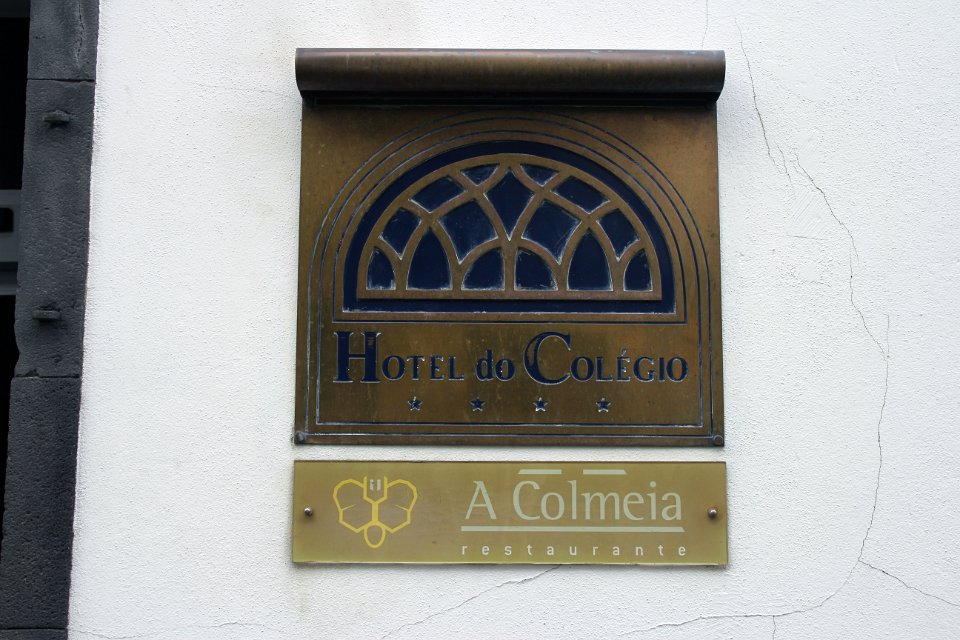 Hotel do Colégio
A Colmeia
restaurante